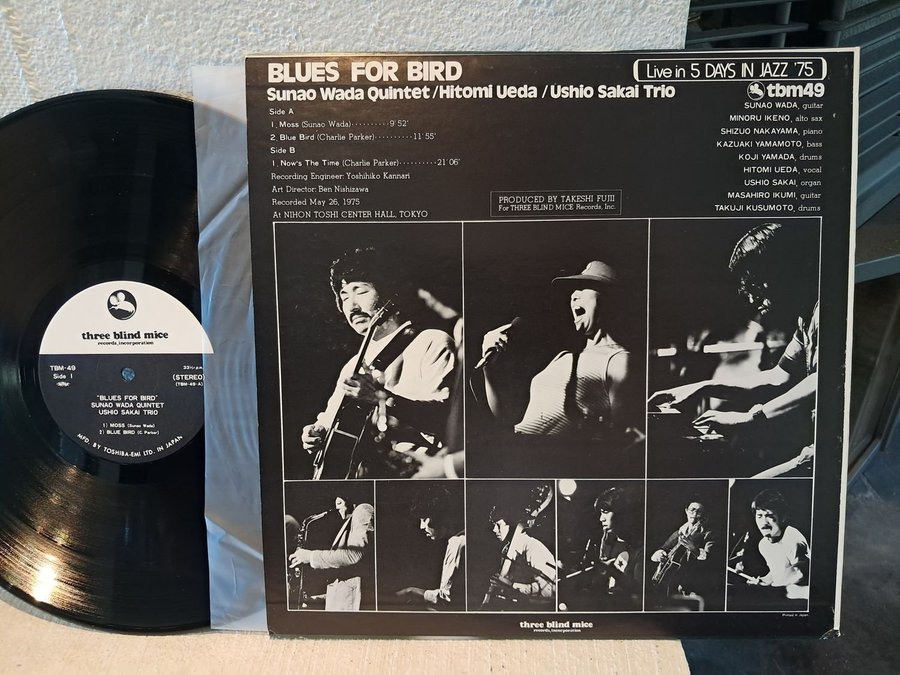 BLUES FOR BIRD
Live in 5 DAYS IN JAZZ '75
Sunao Wada Quintet/Hitomi Ueda/Ushio Sakai Trio
tbm49
Side A
1. Moss (Sunao Wada)··········9'52'
2. Blue Bird (Charlie Parker)··········11'55'
Side B
1. Now's The Time (Charlie Parker)··········21'06'
Recording Engineer: Yoshihiko Kannari
Art Director: Ben Nishizawa
Recorded May 26, 1975
At NIHON TOSHI CENTER HALL, TOKYO
PRODUCED BY TAKESHI FUJII
For THREE BLIND MICE Records, Inc.
SUNAO WADA, guitar
MINORU IKENO, alto sax
SHIZUO NAKAYAMA, piano
KAZUAKI YAMAMOTO, bass
KOJI YAMADA, drums
HITOMI UEDA, vocal
USHIO SAKAI, organ
MASAHIRO IKUMI, guitar
TAKUJI KUSUMOTO, drums
three blind mice
records, incorporation
Printed in Japan
three blind mice
records, incorporation
TBM-49
Side 1
33⅓ r.p.m.
(STEREO)
(TBM-49-A)
"BLUES FOR BIRD"
SUNAO WADA QUINTET
USHIO SAKAI TRIO
1) MOSS (Sunao Wada)
2) BLUE BIRD (C. Parker)
MFD. BY TOSHIBA-EMI LTD. IN JAPAN